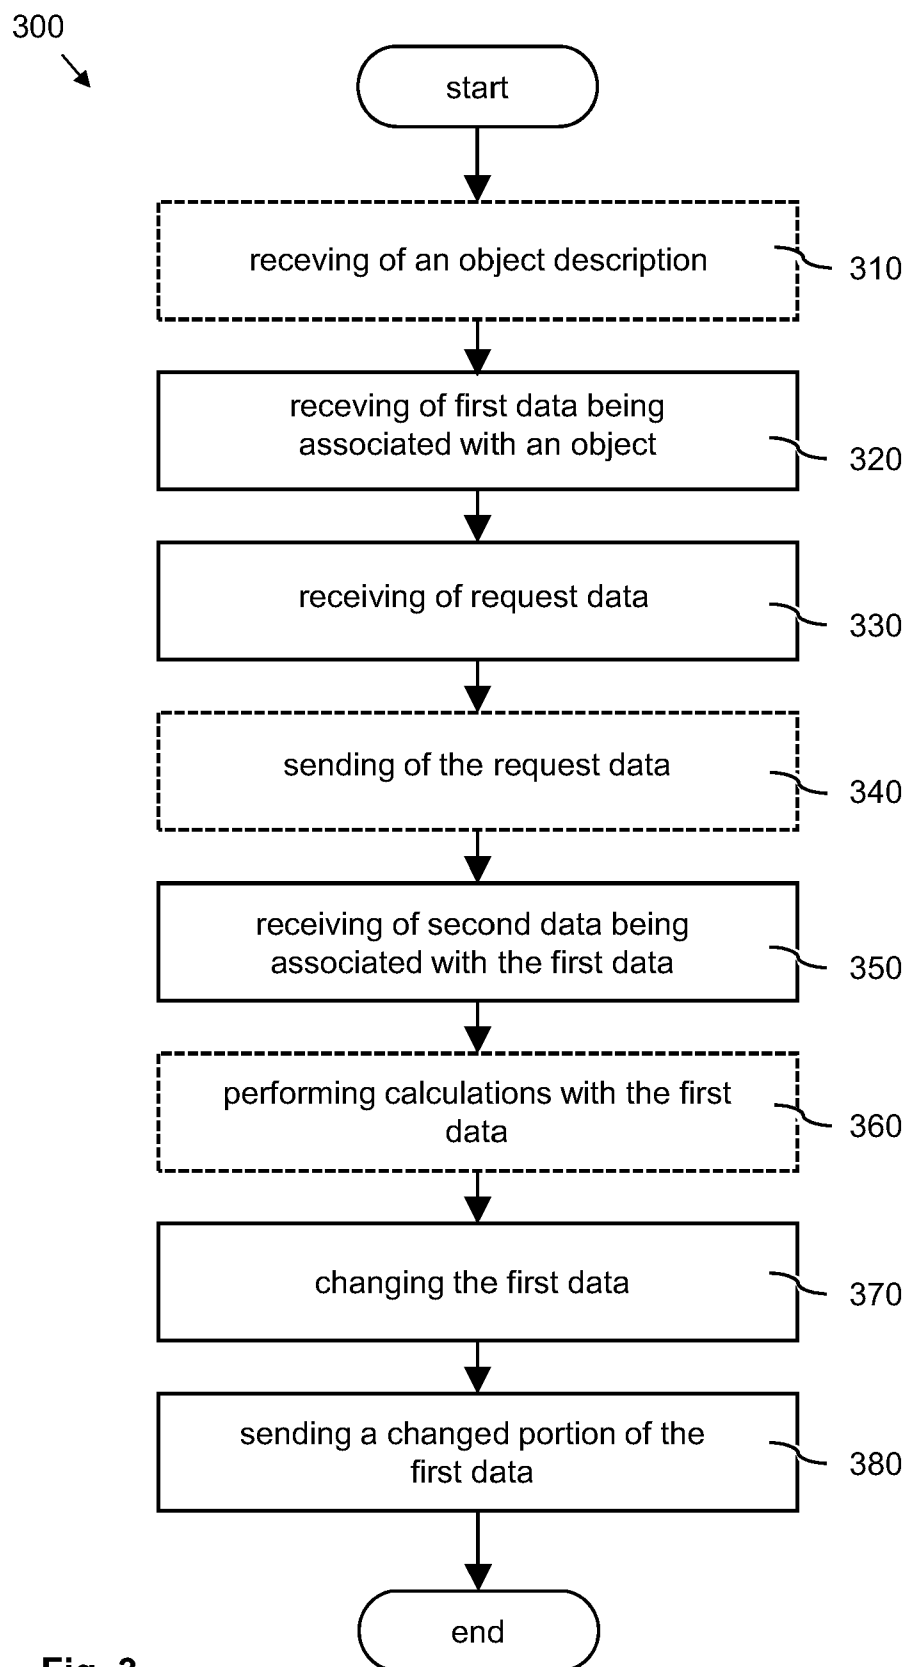 300
start
receving of an object description
310
receving of first data being
associated with an object
320
receiving of request data
330
sending of the request data
340
receiving of second data being
associated with the first data
350
performing calculations with the first
data
360
changing the first data
370
sending a changed portion of the
first data
380
end
Fig. 3